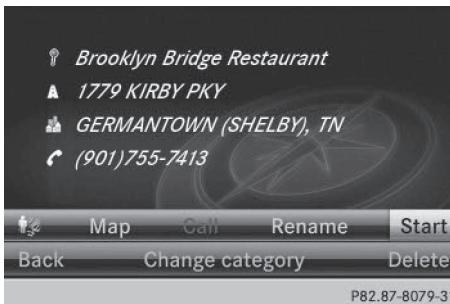 Brooklyn Bridge Restaurant
1779 KIRBY PKY
GERMANTOWN (SHELBY), TN
(901)755-7413
Map Call Rename Start
Back Change category Delete
P82.87-8079-31